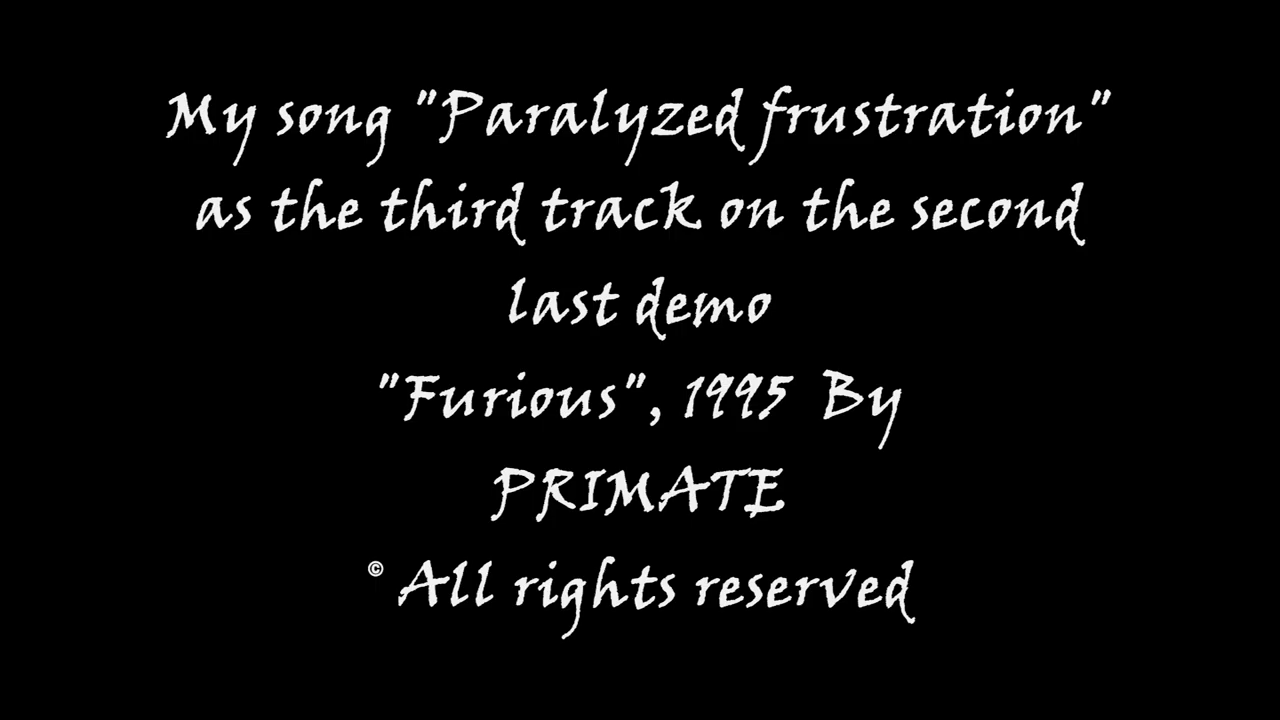 My song "Paralyzed frustration"
as the third track on the second
last demo
"Furious", 1995 By
PRIMATE
© All rights reserved